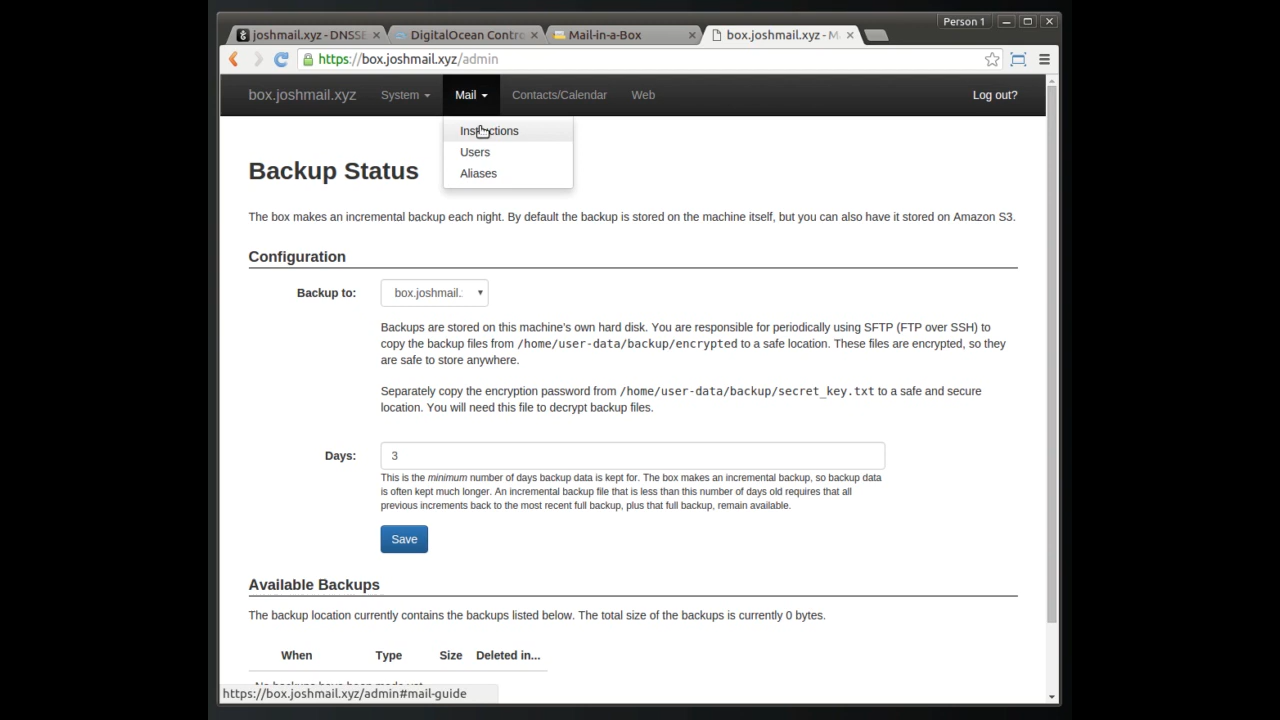 Person 1
joshmail.xyz - DNSSE
DigitalOcean Contro
Mail-in-a-Box
box.joshmail.xyz - M
https://box.joshmail.xyz/admin
box.joshmail.xyz System Mail Contacts/Calendar Web Log out?
Instructions
Users
Aliases
Backup Status
The box makes an incremental backup each night. By default the backup is stored on the machine itself, but you can also have it stored on Amazon S3.
Configuration
Backup to: box.joshmail.
Backups are stored on this machine's own hard disk. You are responsible for periodically using SFTP (FTP over SSH) to
copy the backup files from /home/user-data/backup/encrypted to a safe location. These files are encrypted, so they
are safe to store anywhere.
Separately copy the encryption password from /home/user-data/backup/secret_key.txt to a safe and secure
location. You will need this file to decrypt backup files.
Days: 3
This is the minimum number of days backup data is kept for. The box makes an incremental backup, so backup data
is often kept much longer. An incremental backup file that is less than this number of days old requires that all
previous increments back to the most recent full backup, plus that full backup, remain available.
Save
Available Backups
The backup location currently contains the backups listed below. The total size of the backups is currently 0 bytes.
When Type Size Deleted in...
No backups have been made yet
https://box.joshmail.xyz/admin#mail-guide